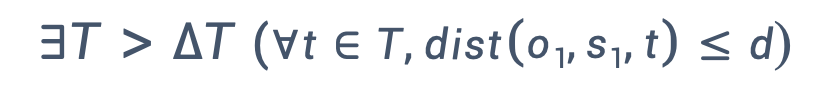 ∃T > ΔT (∀t ∈ T, dist(o₁, s₁, t) ≤ d)